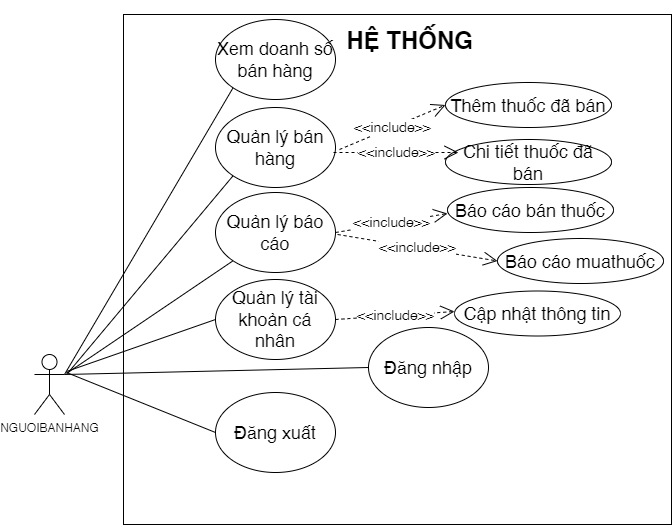 HỆ THỐNG
Xem doanh số
bán hàng
Quản lý bán
hàng
<<include>>
Thêm thuốc đã bán
<<include>>
Chi tiết thuốc đã
bán
Quản lý báo
cáo
<<include>>
Báo cáo bán thuốc
<<include>>
Báo cáo muathuốc
Quản lý tài
khoản cá
nhân
<<include>>
Cập nhật thông tin
Đăng nhập
Đăng xuất
NGUOIBANHANG